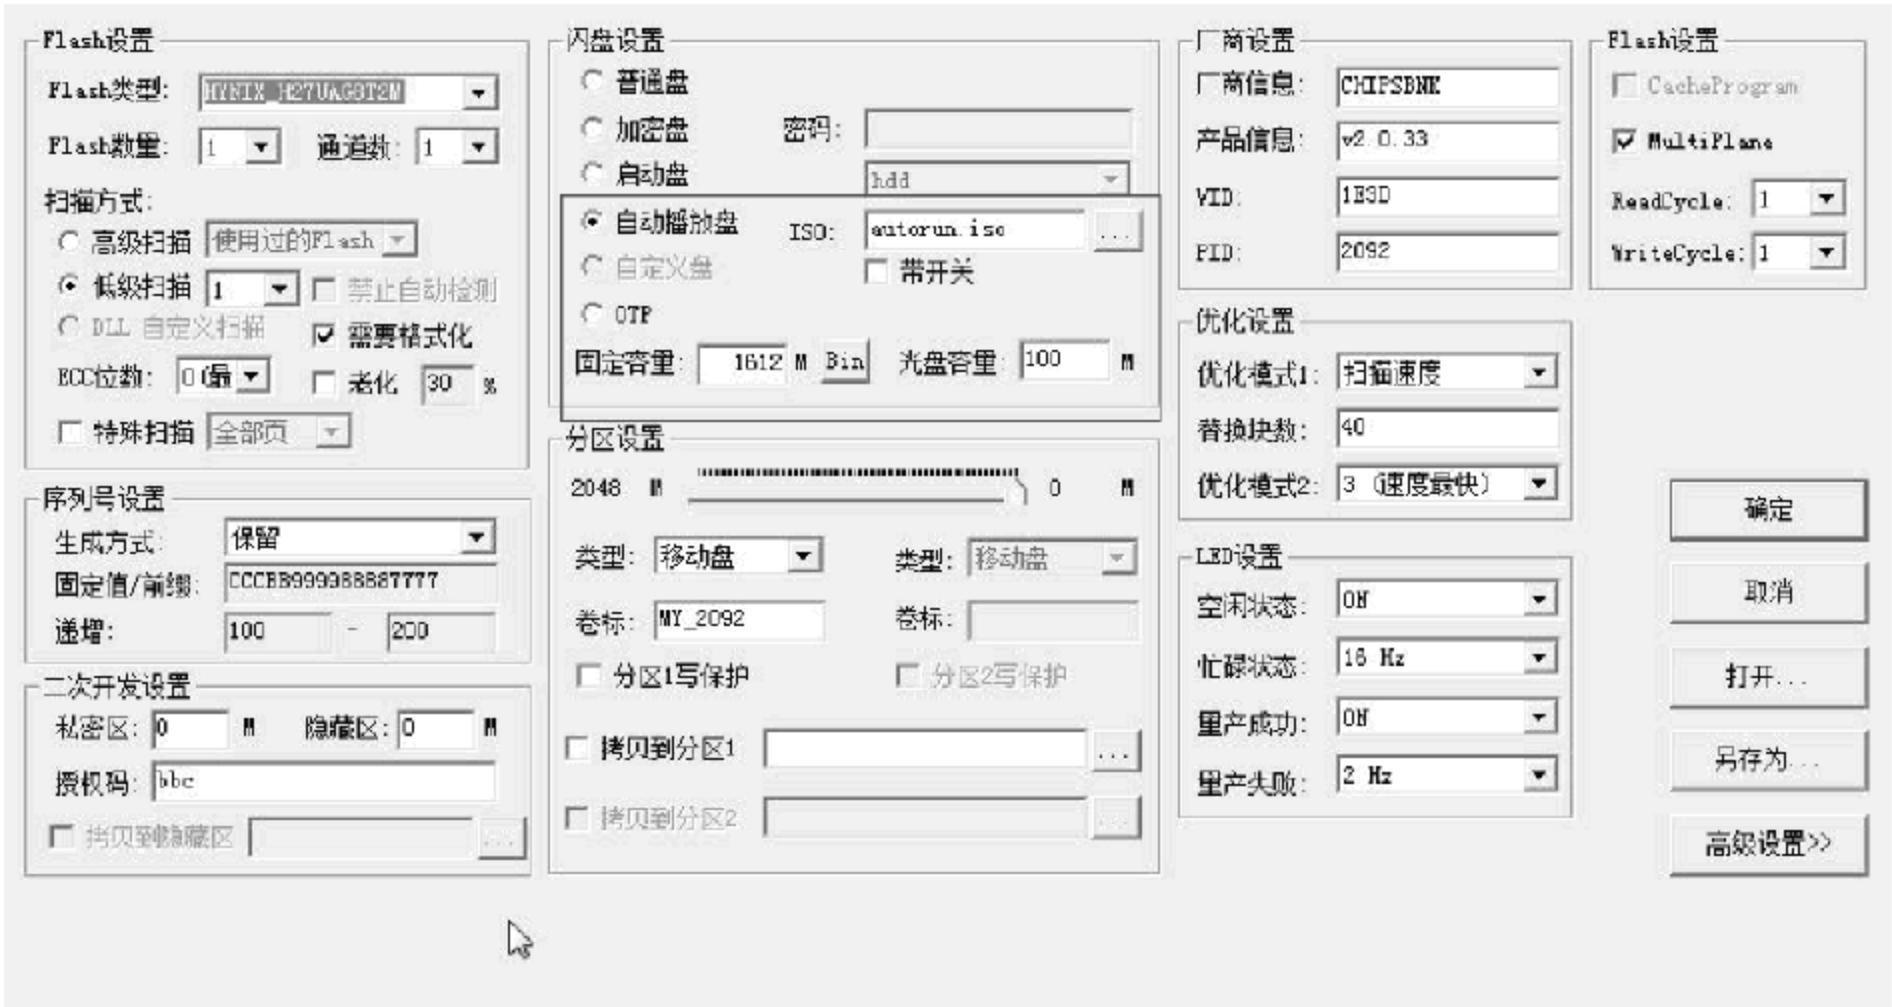 Flash设置
Flash类型: HYNIX_H27UAG8T2M
Flash数量: 1 通道数: 1
扫描方式:
高级扫描 使用过的Flash
低级扫描 1 禁止自动检测
DLL 自定义扫描 需要格式化
ECC位数: 0(最 老化 30 %
特殊扫描 全部页
序列号设置
生成方式: 保留
固定值/前缀: CCCBB999988887777
递增: 100 - 200
二次开发设置
私密区: 0 M 隐藏区: 0 M
授权码: bbc
拷贝到隐藏区 ...
闪盘设置
普通盘
加密盘 密码:
启动盘 hdd
自动播放盘 ISO: autorun.iso ...
自定义盘 带开关
OTP
固定容量: 1612 M Bin 光盘容量: 100 M
分区设置
2048 M 0 M
类型: 移动盘 类型: 移动盘
卷标: MY_2092 卷标:
分区1写保护 分区2写保护
拷贝到分区1 ...
拷贝到分区2 ...
厂商设置
厂商信息: CHIPSBNK
产品信息: v2.0.33
VID: 1E3D
PID: 2092
优化设置
优化模式1: 扫描速度
替换块数: 40
优化模式2: 3 (速度最快)
LED设置
空闲状态: ON
忙碌状态: 16 Hz
量产成功: ON
量产失败: 2 Hz
Flash设置
CacheProgram
MultiPlane
ReadCycle: 1
WriteCycle: 1
确定
取消
打开...
另存为...
高级设置>>